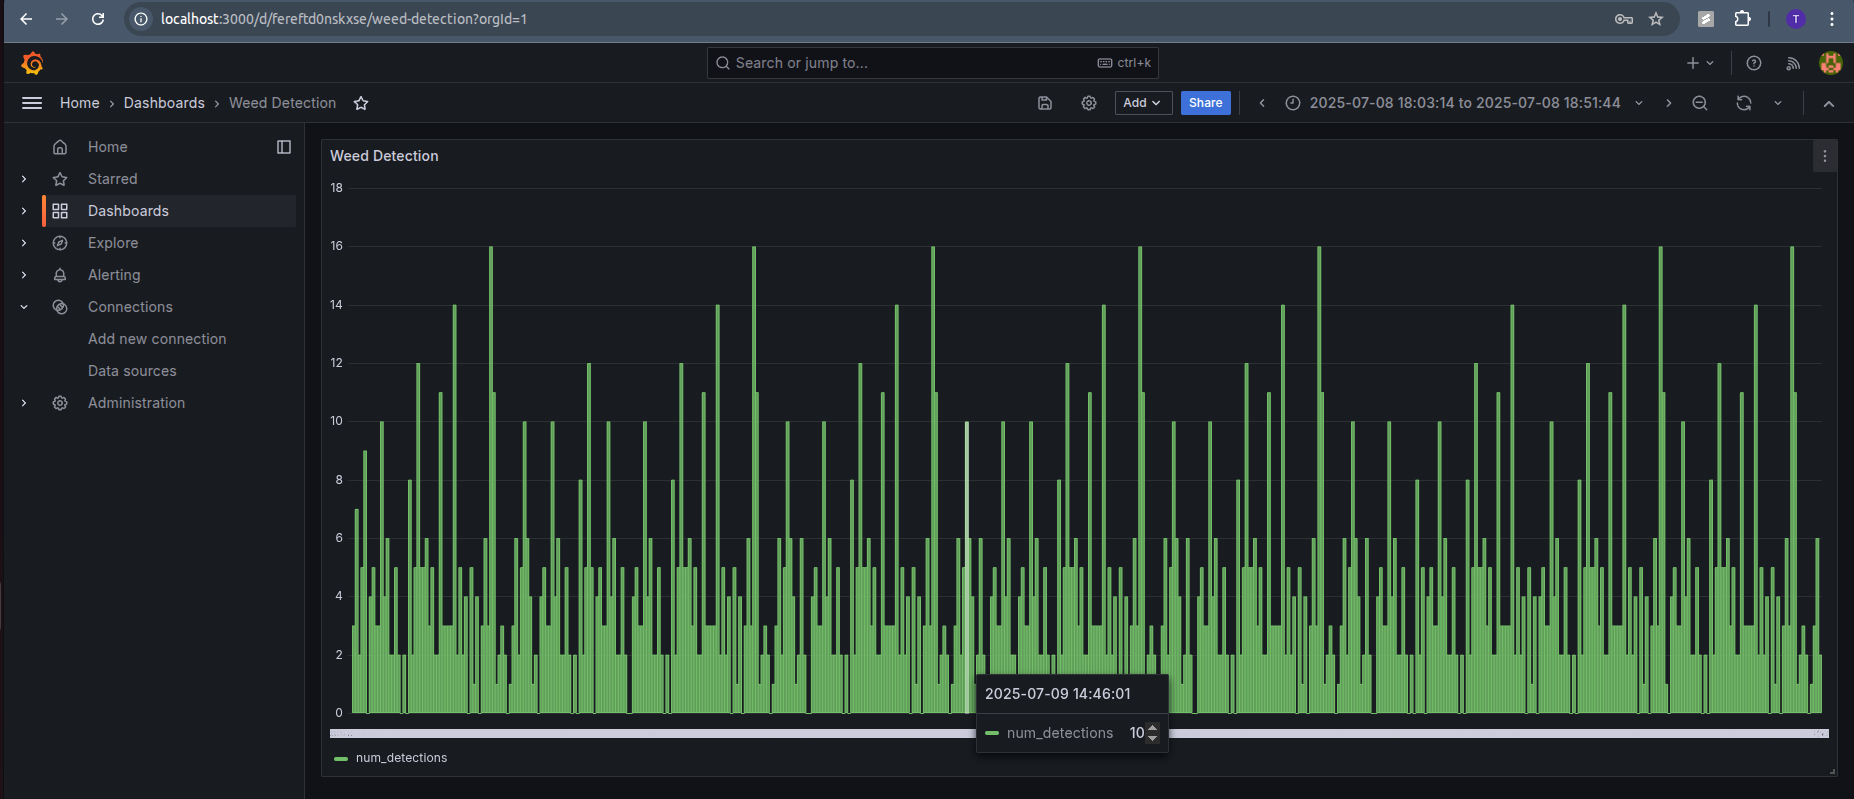 localhost:3000/d/fereftd0nskxse/weed-detection?orgId=1
T
Search or jump to...
ctrl+k
Home › Dashboards › Weed Detection
Add
Share
2025-07-08 18:03:14 to 2025-07-08 18:51:44
Home
Starred
Dashboards
Explore
Alerting
Connections
Add new connection
Data sources
Administration
Weed Detection
18
16
14
12
10
8
6
4
2
0
2025-07-09 14:46:01
num_detections 10
num_detections